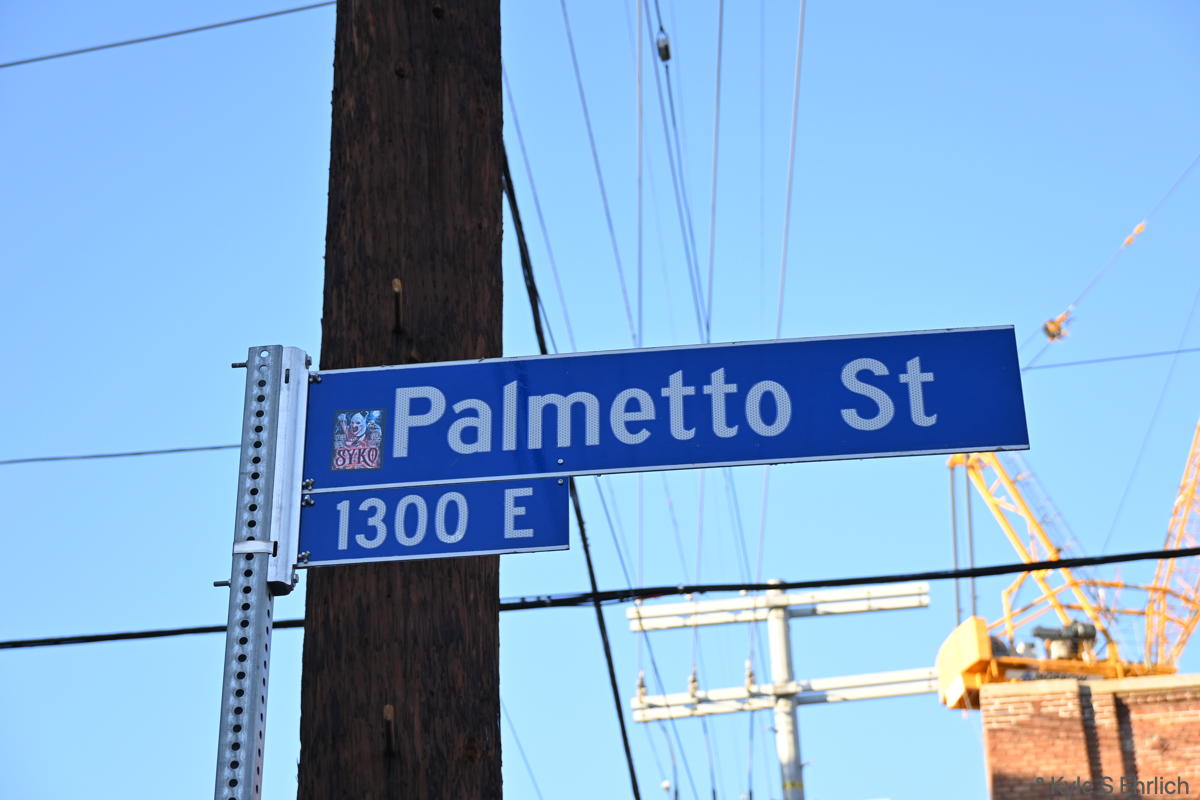 Palmetto St
SYKO
1300 E
© Kyle S Ehrlich